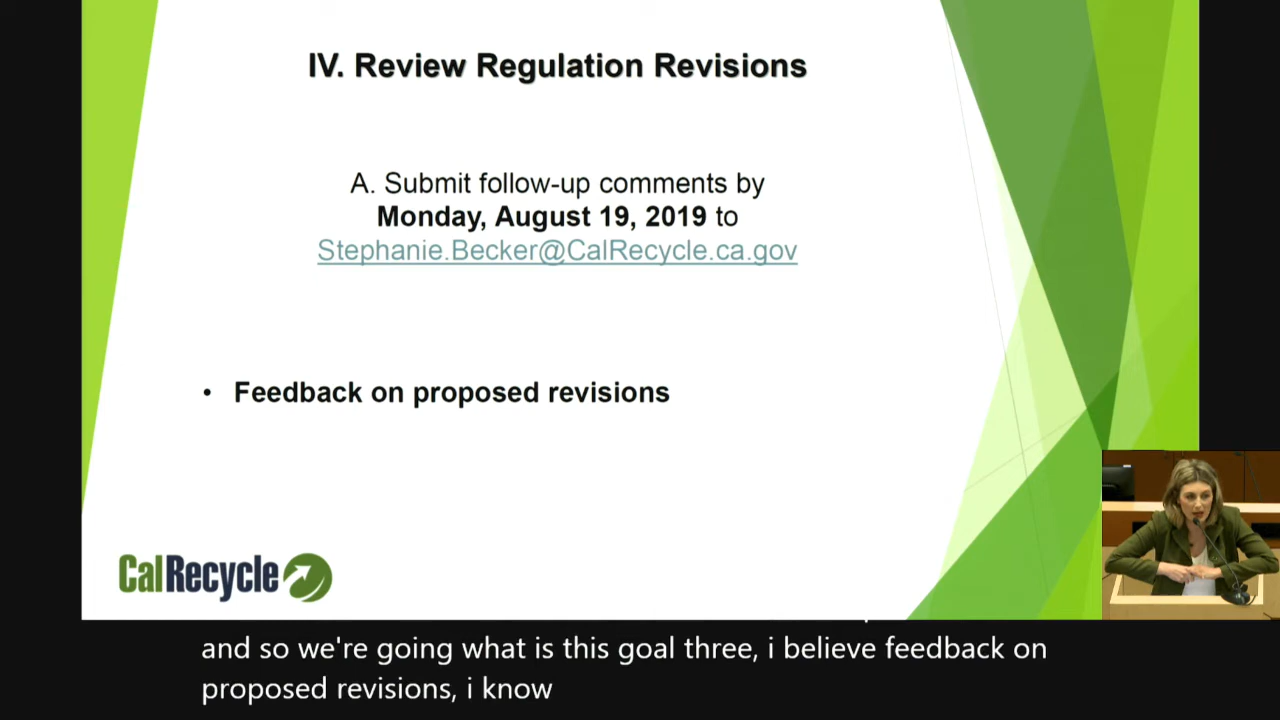 IV. Review Regulation Revisions
A. Submit follow-up comments by
Monday, August 19, 2019 to
Stephanie.Becker@CalRecycle.ca.gov
• Feedback on proposed revisions
CalRecycle
and so we're going what is this goal three, i believe feedback on
proposed revisions, i know